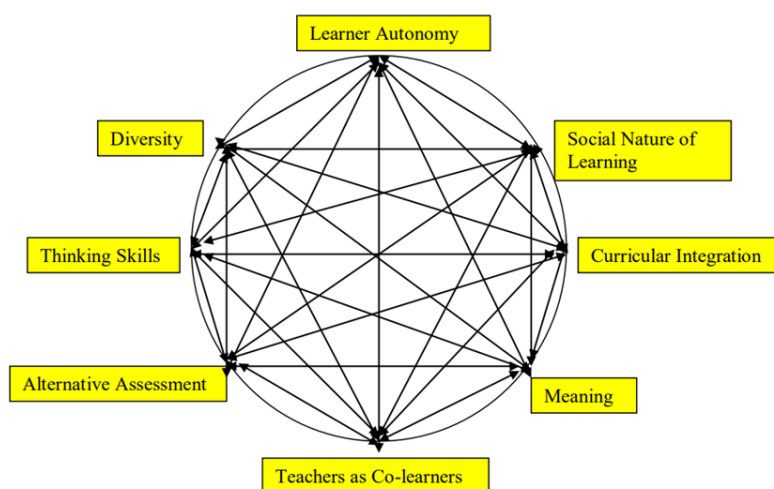 Learner Autonomy
Diversity
Social Nature of
Learning
Thinking Skills
Curricular Integration
Alternative Assessment
Meaning
Teachers as Co-learners